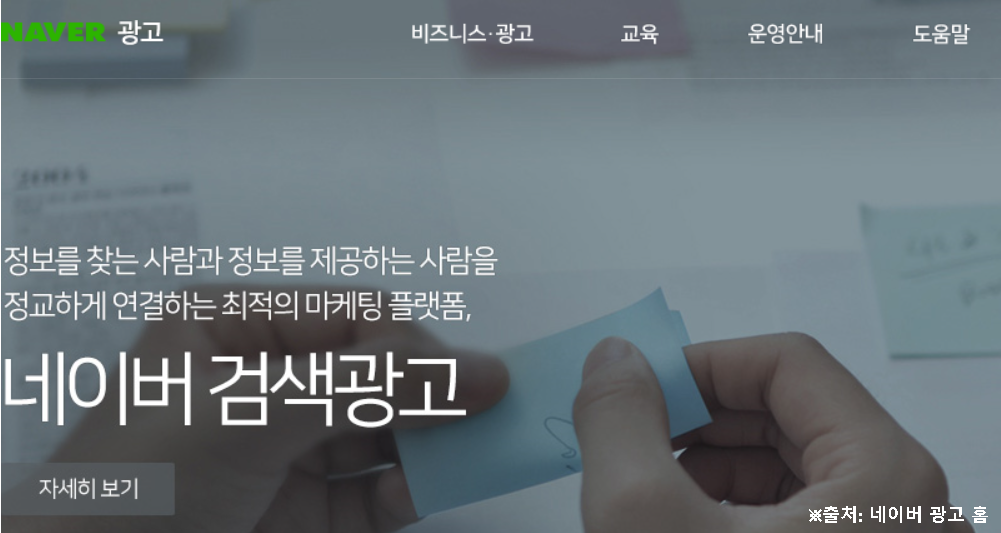 NAVER 광고 비즈니스·광고 교육 운영안내 도움말
정보를 찾는 사람과 정보를 제공하는 사람을
정교하게 연결하는 최적의 마케팅 플랫폼,
네이버 검색광고
자세히 보기
※출처: 네이버 광고 홈